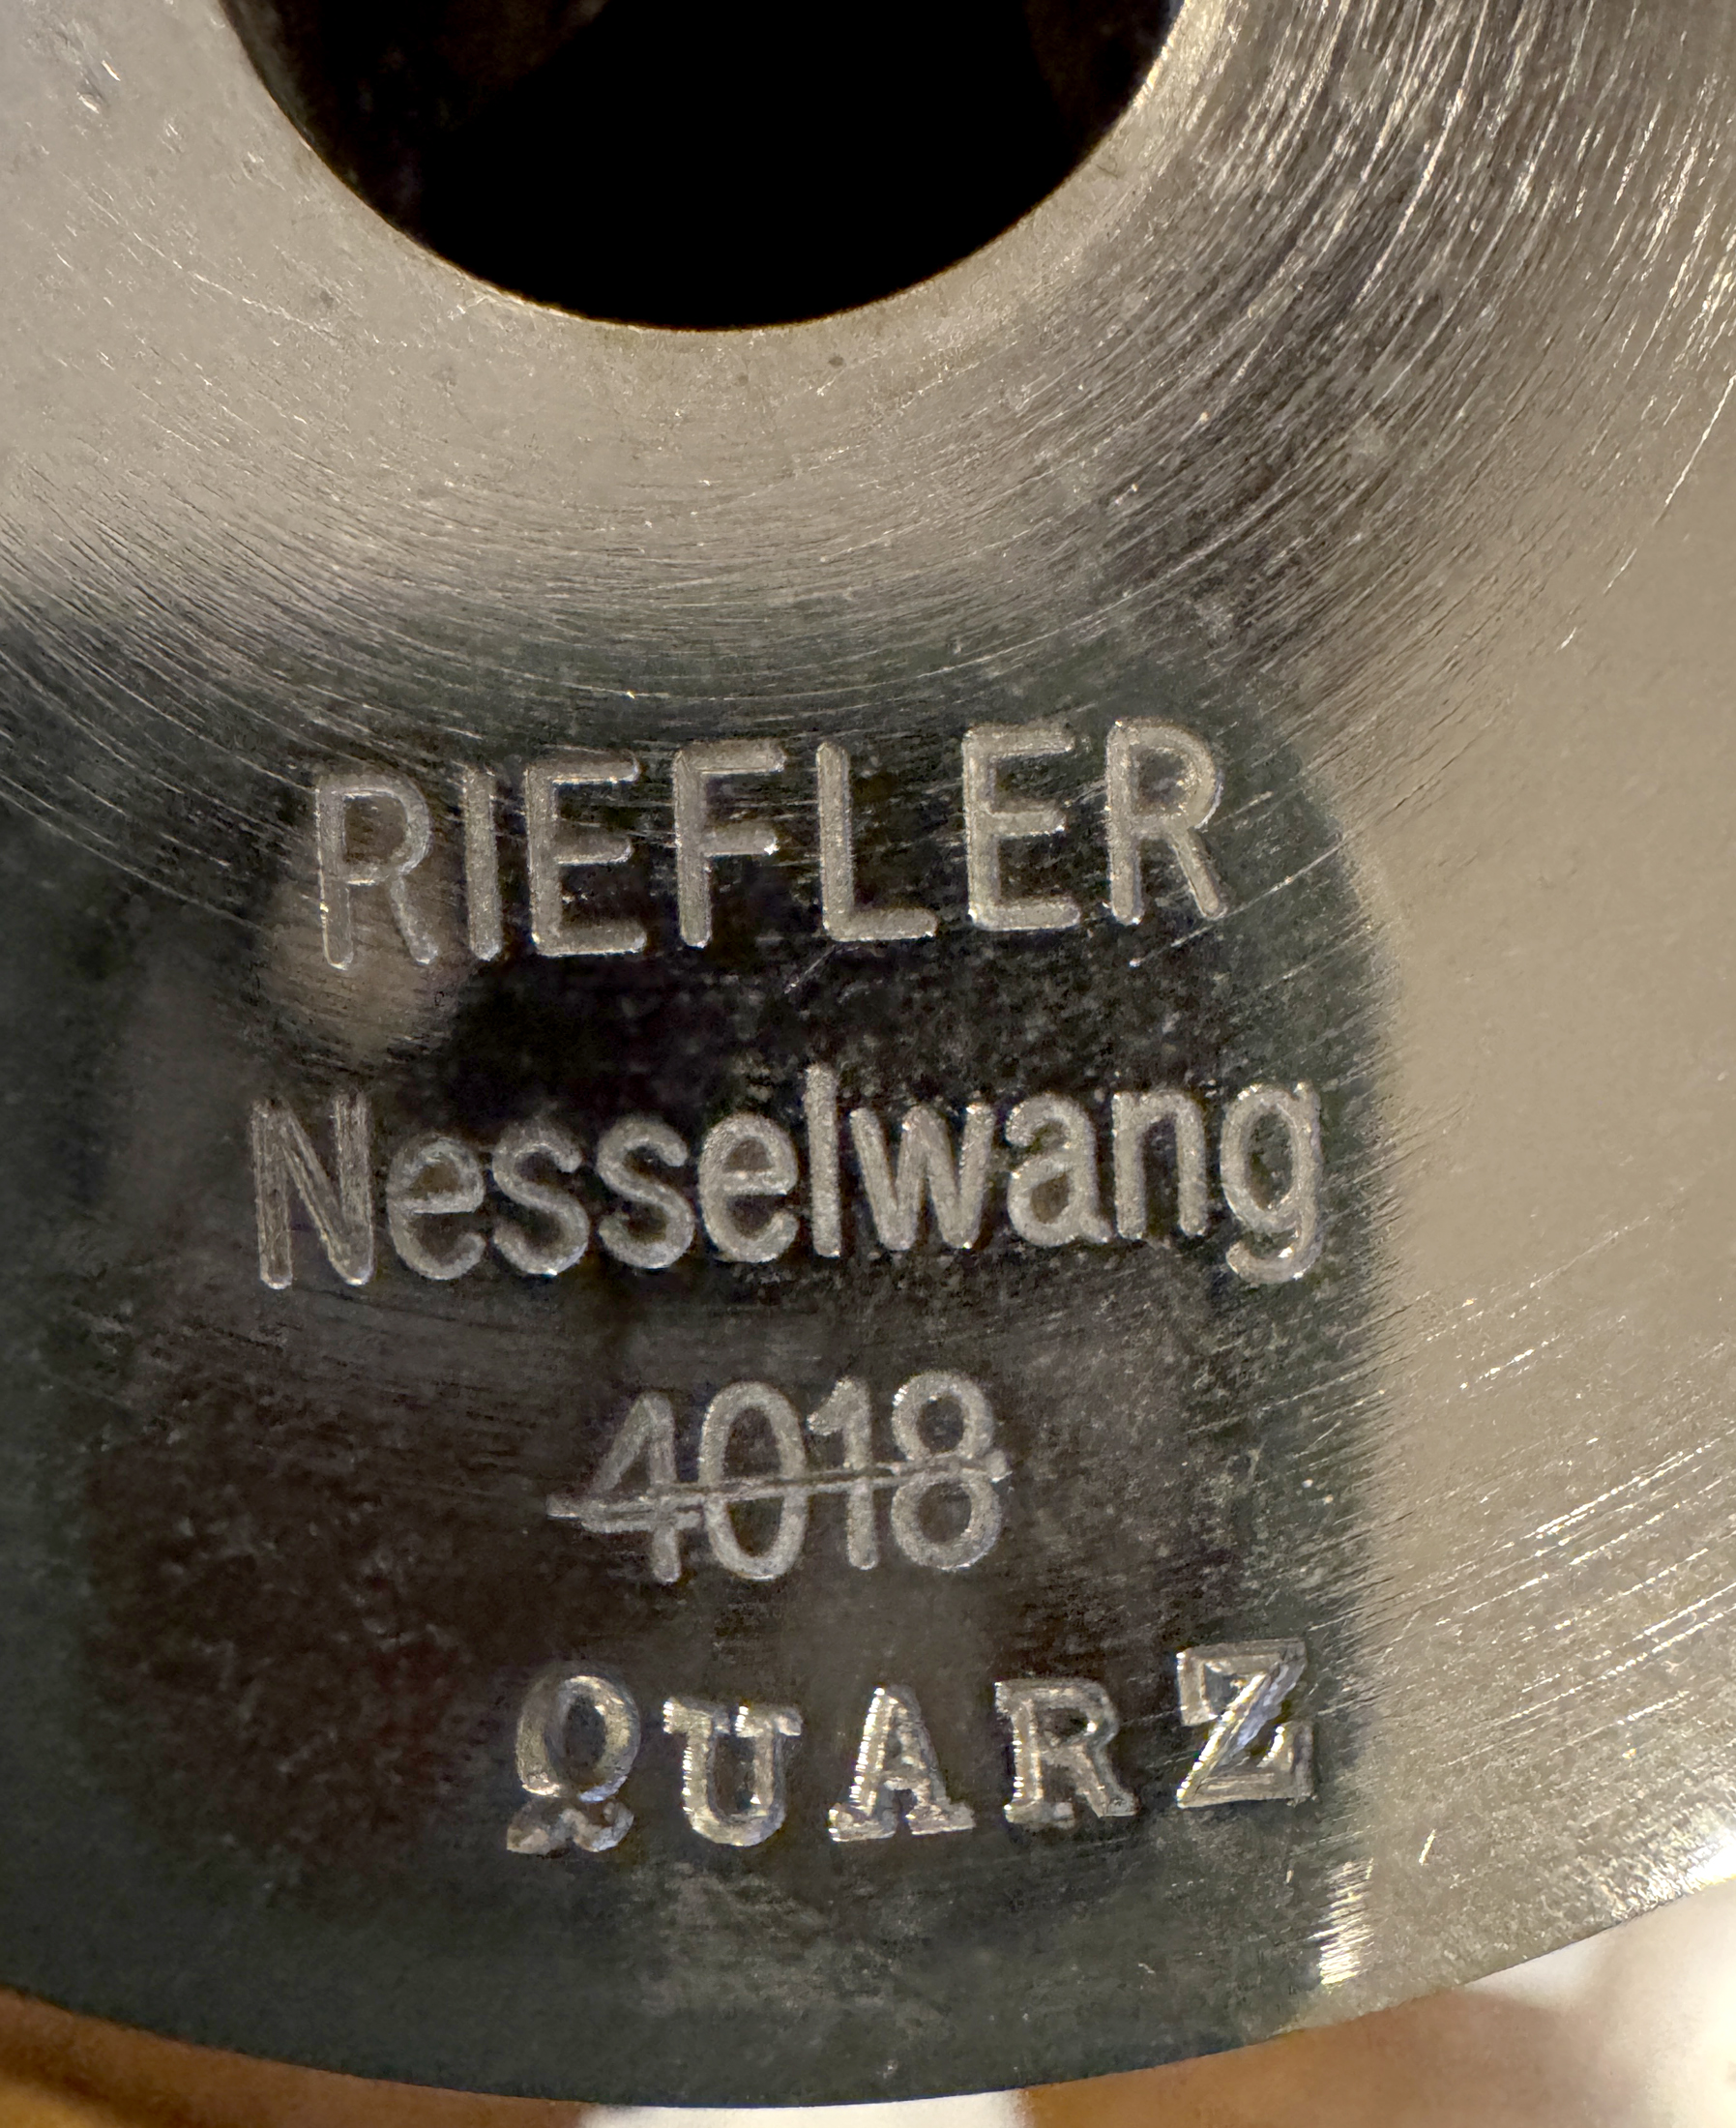 RIEFLER
Nesselwang
4018
QUARZ